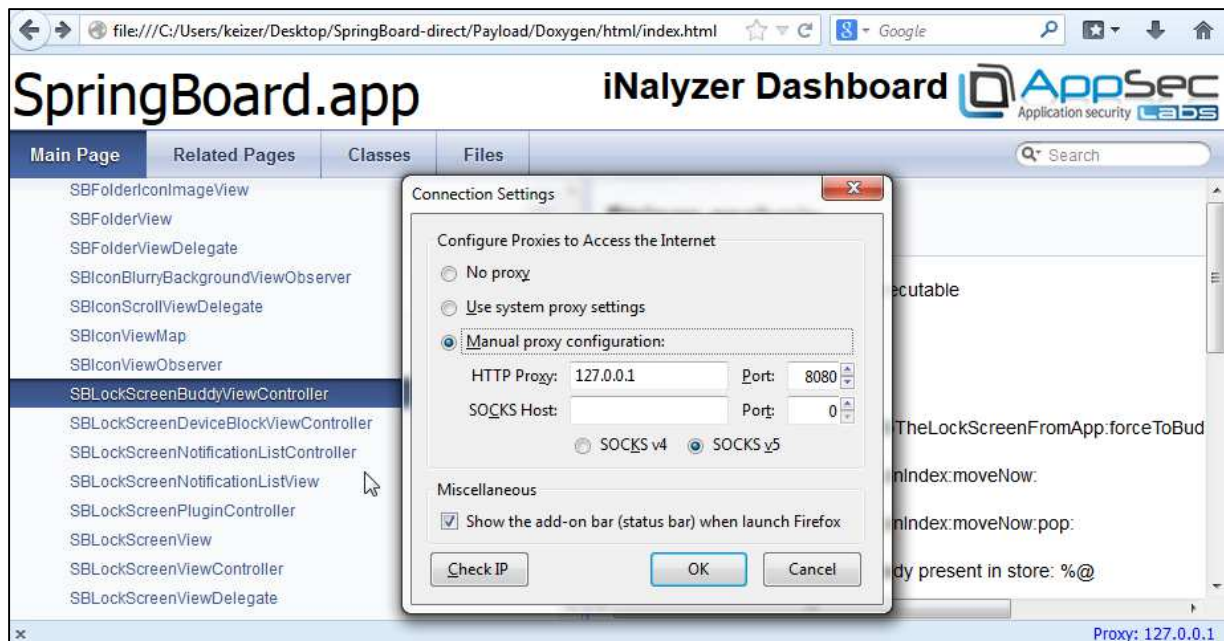 file:///C:/Users/keizer/Desktop/SpringBoard-direct/Payload/Doxygen/html/index.html
Google
SpringBoard.app
iNalyzer Dashboard
AppSec
Application security Labs
Main Page
Related Pages
Classes
Files
Search
SBFolderIconImageView
SBFolderView
SBFolderViewDelegate
SBIconBlurryBackgroundViewObserver
SBIconScrollViewDelegate
SBIconViewMap
SBIconViewObserver
SBLockScreenBuddyViewController
SBLockScreenDeviceBlockViewController
SBLockScreenNotificationListController
SBLockScreenNotificationListView
SBLockScreenPluginController
SBLockScreenView
SBLockScreenViewController
SBLockScreenViewDelegate
Connection Settings
Configure Proxies to Access the Internet
No proxy
Use system proxy settings
Manual proxy configuration:
HTTP Proxy: 127.0.0.1 Port: 8080
SOCKS Host: Port: 0
SOCKS v4 SOCKS v5
Miscellaneous
Show the add-on bar (status bar) when launch Firefox
Check IP
OK
Cancel
ecutable
TheLockScreenFromApp:forceToBud
nIndex:moveNow:
nIndex:moveNow:pop:
dy present in store: %@
x
Proxy: 127.0.0.1